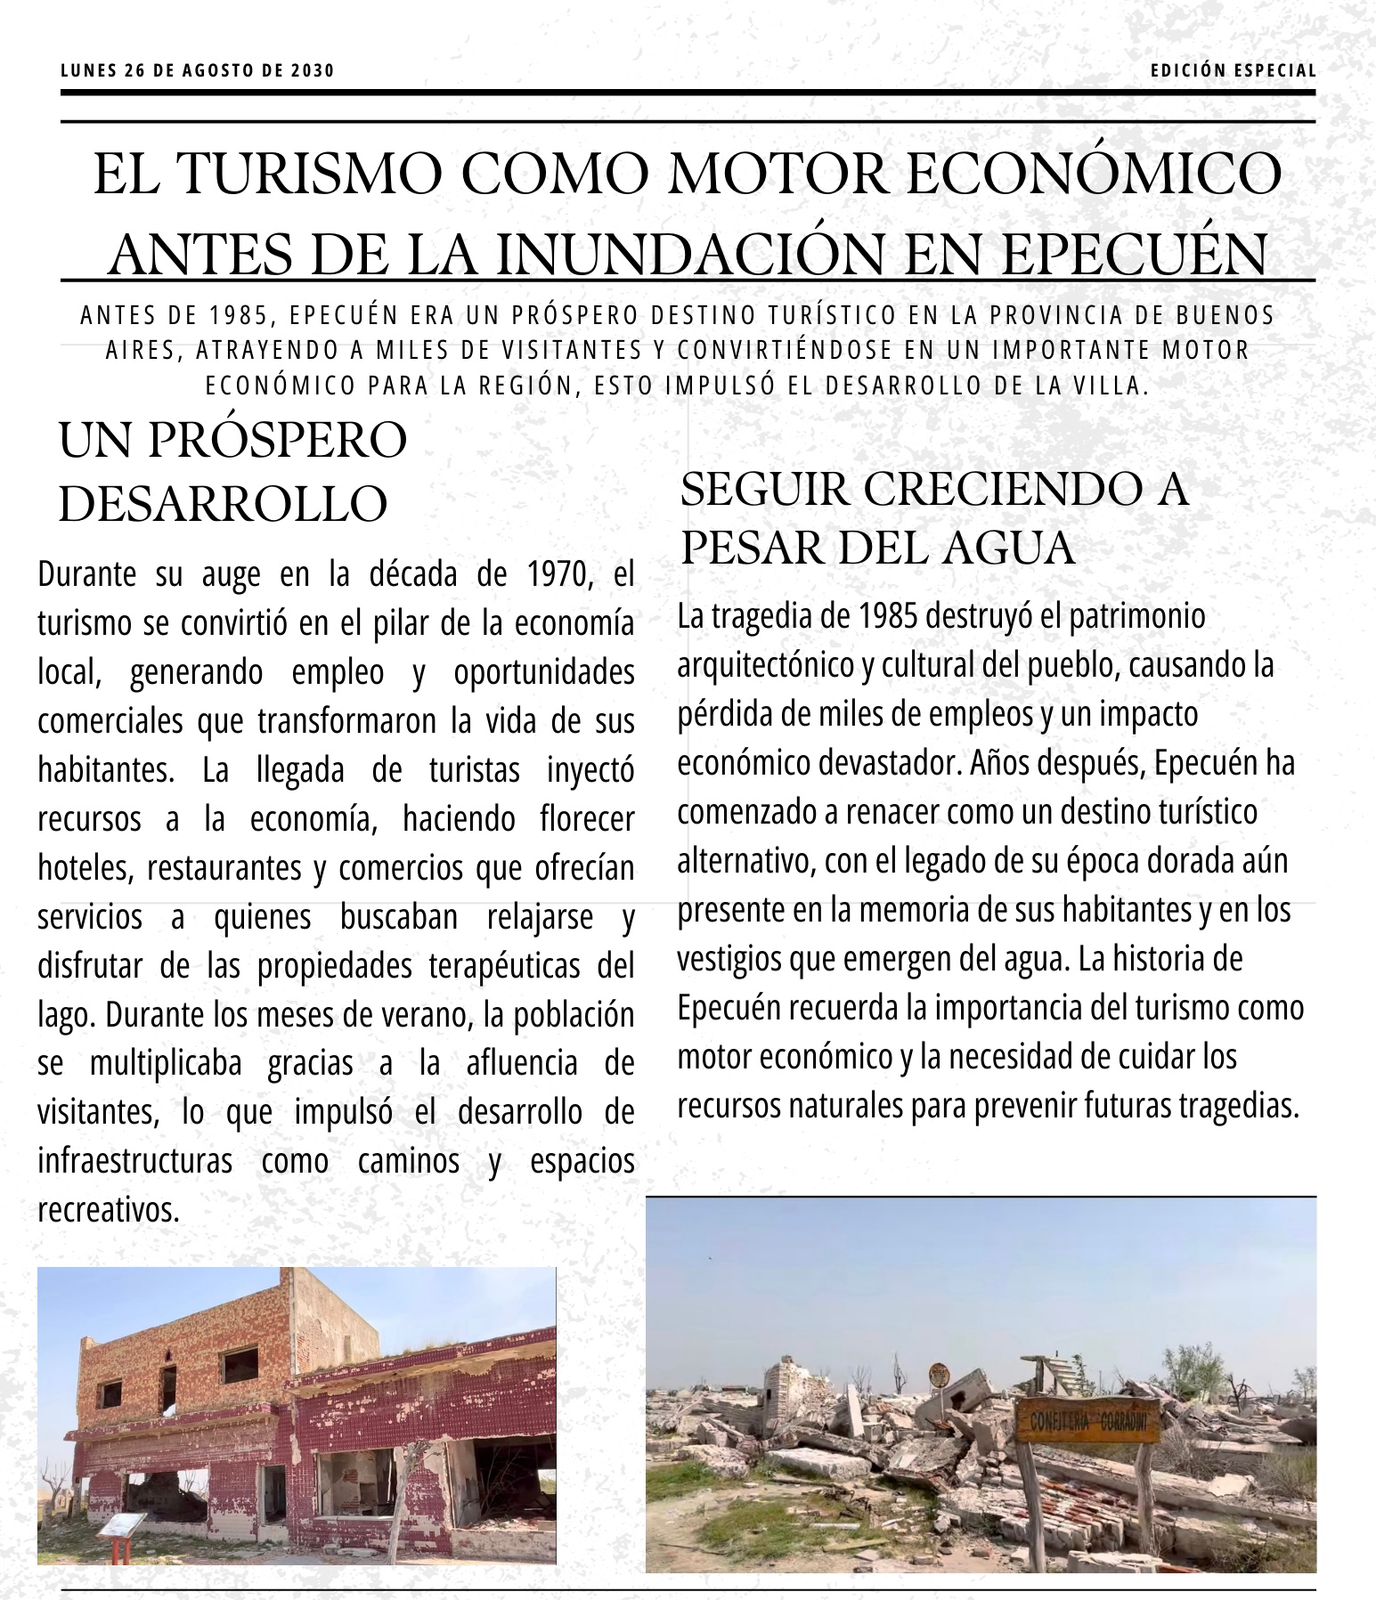 LUNES 26 DE AGOSTO DE 2030
EDICIÓN ESPECIAL
EL TURISMO COMO MOTOR ECONÓMICO
ANTES DE LA INUNDACIÓN EN EPECUÉN
ANTES DE 1985, EPECUÉN ERA UN PRÓSPERO DESTINO TURÍSTICO EN LA PROVINCIA DE BUENOS
AIRES, ATRAYENDO A MILES DE VISITANTES Y CONVIRTIÉNDOSE EN UN IMPORTANTE MOTOR
ECONÓMICO PARA LA REGIÓN, ESTO IMPULSÓ EL DESARROLLO DE LA VILLA.
UN PRÓSPERO
DESARROLLO
Durante su auge en la década de 1970, el
turismo se convirtió en el pilar de la economía
local, generando empleo y oportunidades
comerciales que transformaron la vida de sus
habitantes. La llegada de turistas inyectó
recursos a la economía, haciendo florecer
hoteles, restaurantes y comercios que ofrecían
servicios a quienes buscaban relajarse y
disfrutar de las propiedades terapéuticas del
lago. Durante los meses de verano, la población
se multiplicaba gracias a la afluencia de
visitantes, lo que impulsó el desarrollo de
infraestructuras como caminos y espacios
recreativos.
SEGUIR CRECIENDO A
PESAR DEL AGUA
La tragedia de 1985 destruyó el patrimonio
arquitectónico y cultural del pueblo, causando la
pérdida de miles de empleos y un impacto
económico devastador. Años después, Epecuén ha
comenzado a renacer como un destino turístico
alternativo, con el legado de su época dorada aún
presente en la memoria de sus habitantes y en los
vestigios que emergen del agua. La historia de
Epecuén recuerda la importancia del turismo como
motor económico y la necesidad de cuidar los
recursos naturales para prevenir futuras tragedias.
CONFITERIA CORRADINI